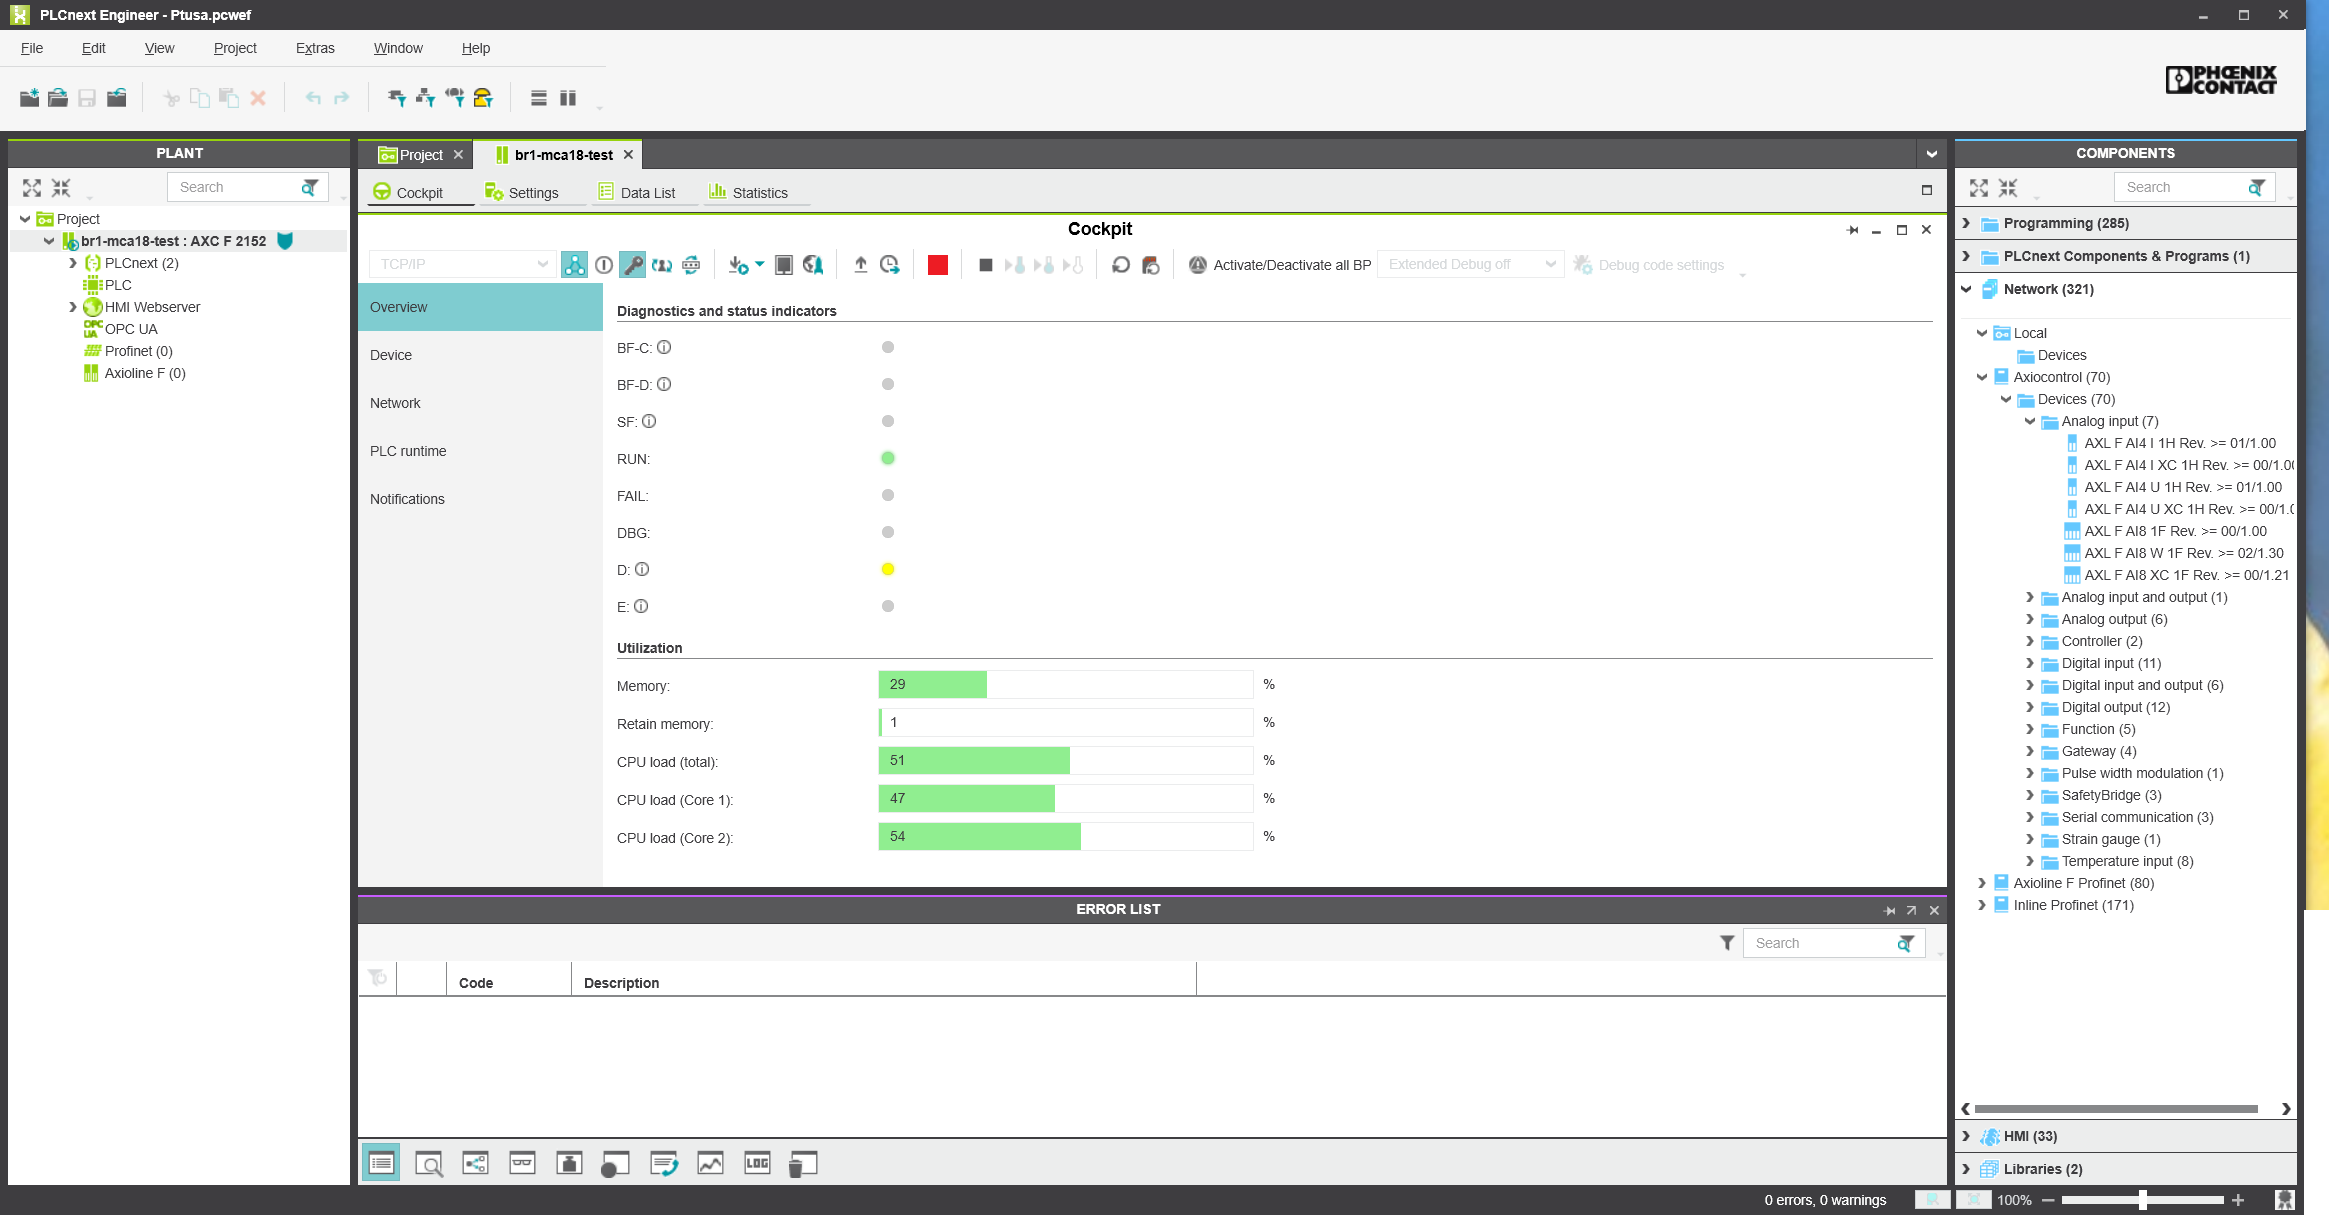 PLCnext Engineer - Ptusa.pcwef
File Edit View Project Extras Window Help
PHŒNIX
CONTACT
PLANT
Search
Project
br1-mca18-test : AXC F 2152
PLCnext (2)
PLC
HMI Webserver
OPC UA
OPC UA
Profinet (0)
Axioline F (0)
Project
br1-mca18-test
Cockpit Settings Data List Statistics
Cockpit
TCP/IP
Activate/Deactivate all BP
Extended Debug off
Debug code settings
Overview
Device
Network
PLC runtime
Notifications
Diagnostics and status indicators
BF-C:
BF-D:
SF:
RUN:
FAIL:
DBG:
D:
E:
Utilization
Memory: 29 %
Retain memory: 1 %
CPU load (total): 51 %
CPU load (Core 1): 47 %
CPU load (Core 2): 54 %
ERROR LIST
Search
Code Description
LOG
COMPONENTS
Search
Programming (285)
PLCnext Components & Programs (1)
Network (321)
Local
Devices
Axiocontrol (70)
Devices (70)
Analog input (7)
AXL F AI4 I 1H Rev. >= 01/1.00
AXL F AI4 I XC 1H Rev. >= 00/1.0
AXL F AI4 U 1H Rev. >= 01/1.00
AXL F AI4 U XC 1H Rev. >= 00/1.
AXL F AI8 1F Rev. >= 00/1.00
AXL F AI8 W 1F Rev. >= 02/1.30
AXL F AI8 XC 1F Rev. >= 00/1.21
Analog input and output (1)
Analog output (6)
Controller (2)
Digital input (11)
Digital input and output (6)
Digital output (12)
Function (5)
Gateway (4)
Pulse width modulation (1)
SafetyBridge (3)
Serial communication (3)
Strain gauge (1)
Temperature input (8)
Axioline F Profinet (80)
Inline Profinet (171)
HMI (33)
Libraries (2)
0 errors, 0 warnings
100%